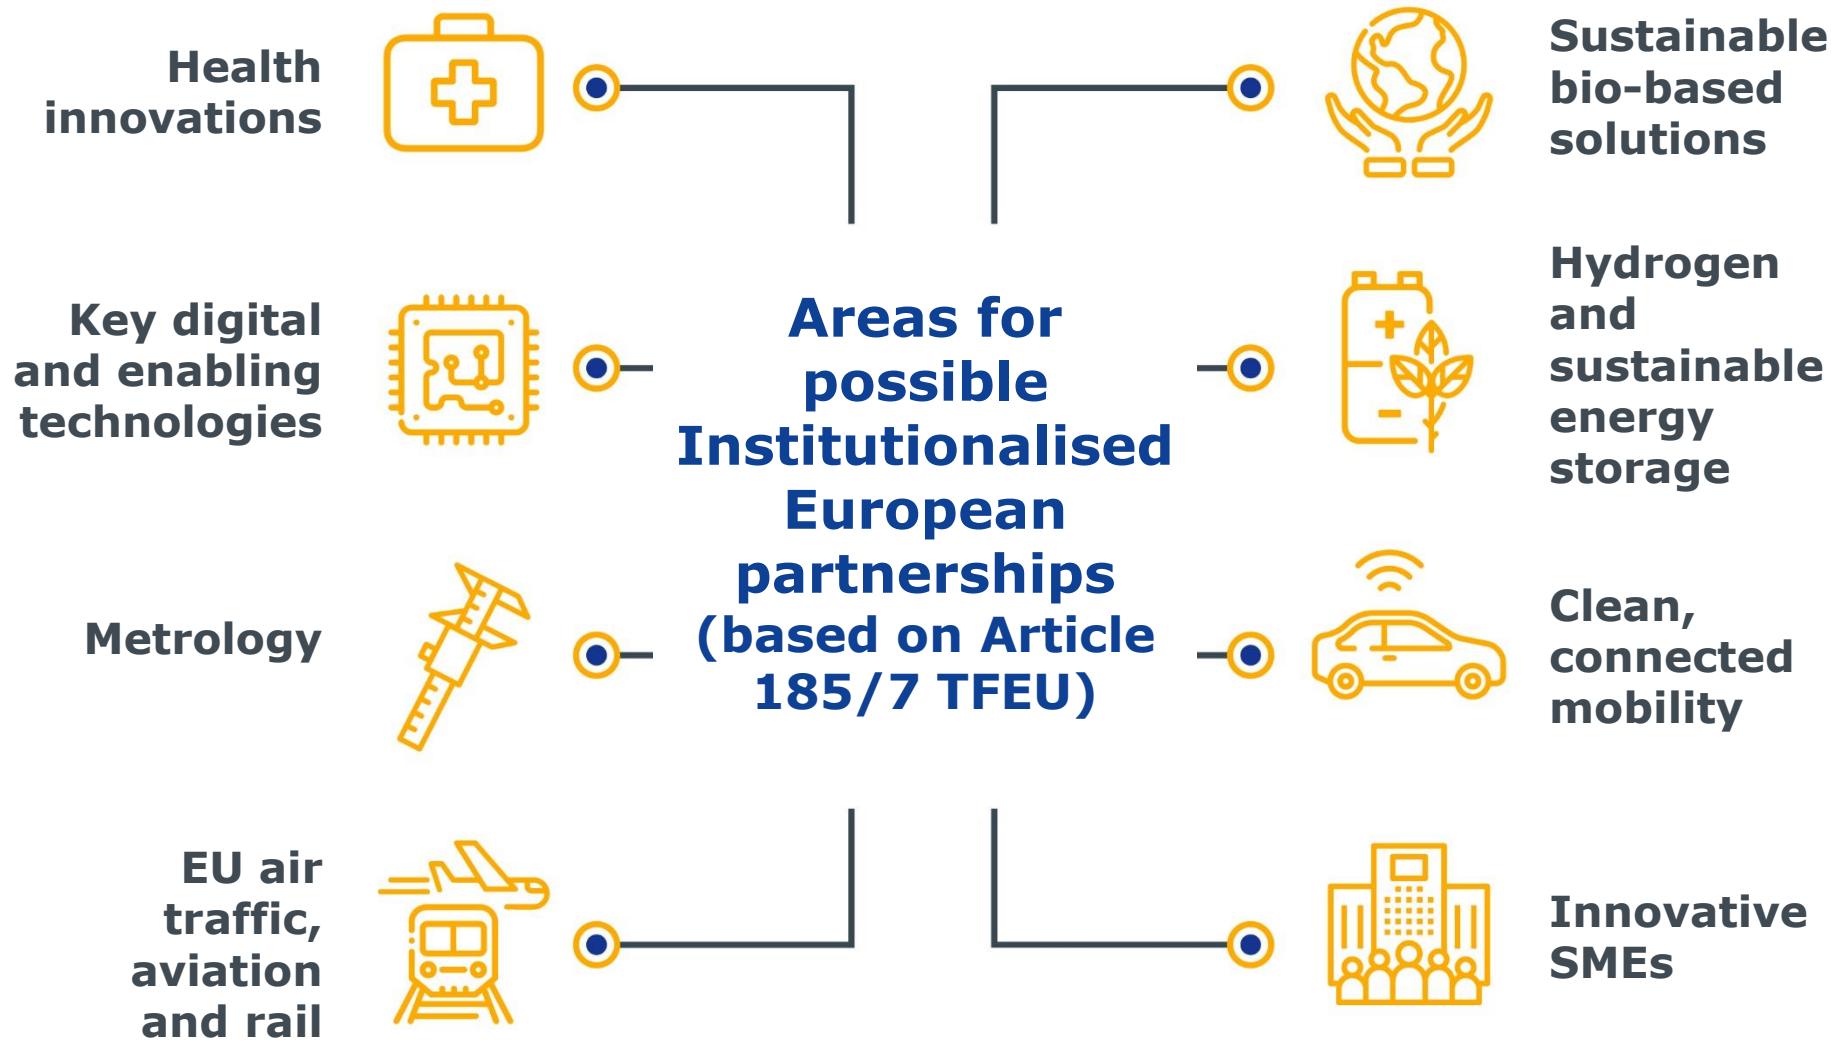 Health
innovations
Key digital
and enabling
technologies
Metrology
EU air
traffic,
aviation
and rail
Areas for
possible
Institutionalised
European
partnerships
(based on Article
185/7 TFEU)
Sustainable
bio-based
solutions
Hydrogen
and
sustainable
energy
storage
Clean,
connected
mobility
Innovative
SMEs